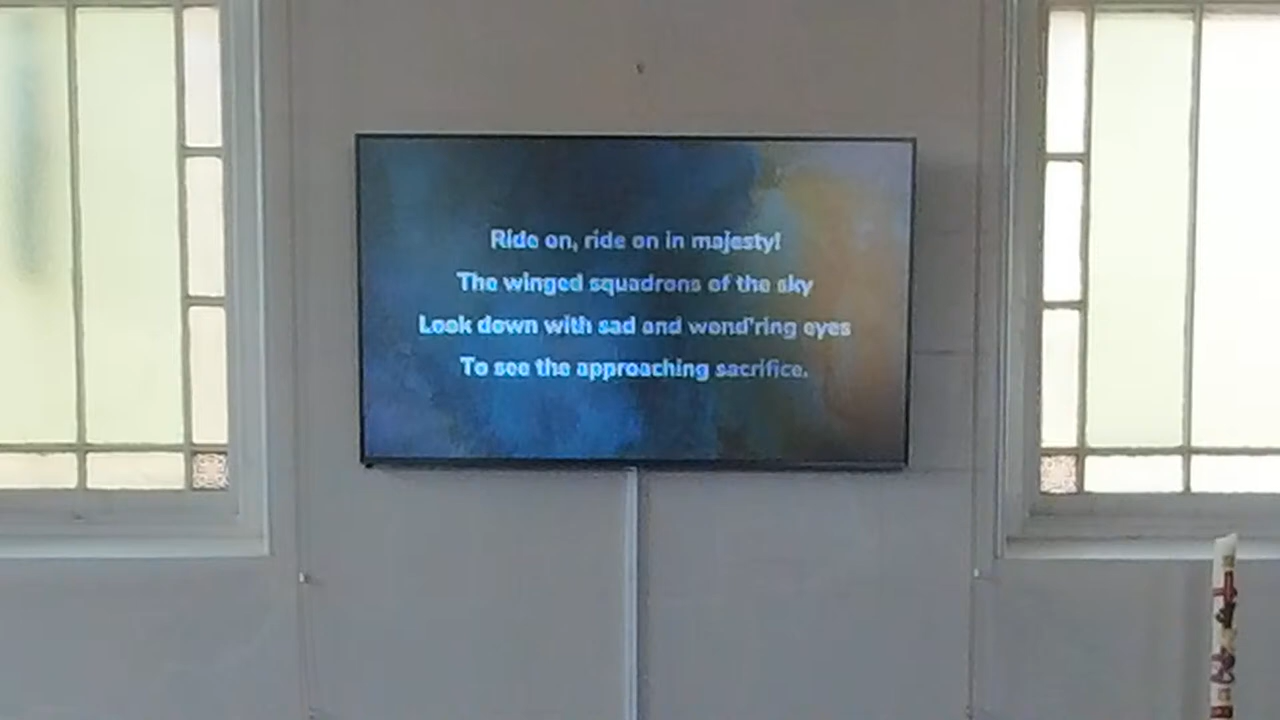 Ride on, ride on in majesty!
The winged squadrons of the sky
Look down with sad and wond'ring eyes
To see the approaching sacrifice.